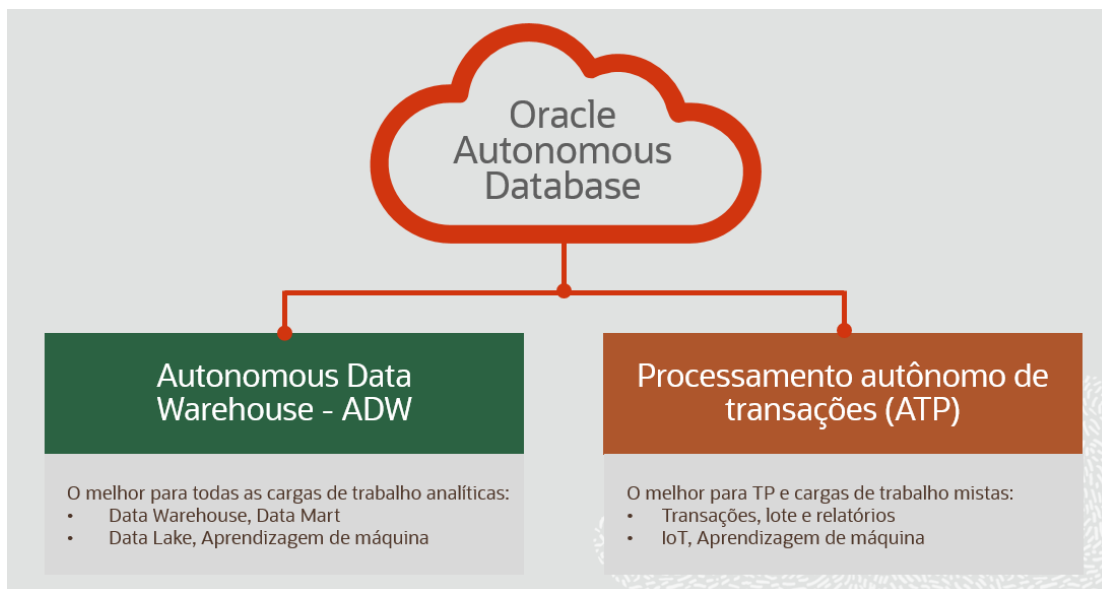 Oracle
Autonomous
Database
Autonomous Data
Warehouse - ADW
Processamento autônomo de
transações (ATP)
O melhor para todas as cargas de trabalho analíticas:
• Data Warehouse, Data Mart
• Data Lake, Aprendizagem de máquina
O melhor para TP e cargas de trabalho mistas:
• Transações, lote e relatórios
• IoT, Aprendizagem de máquina